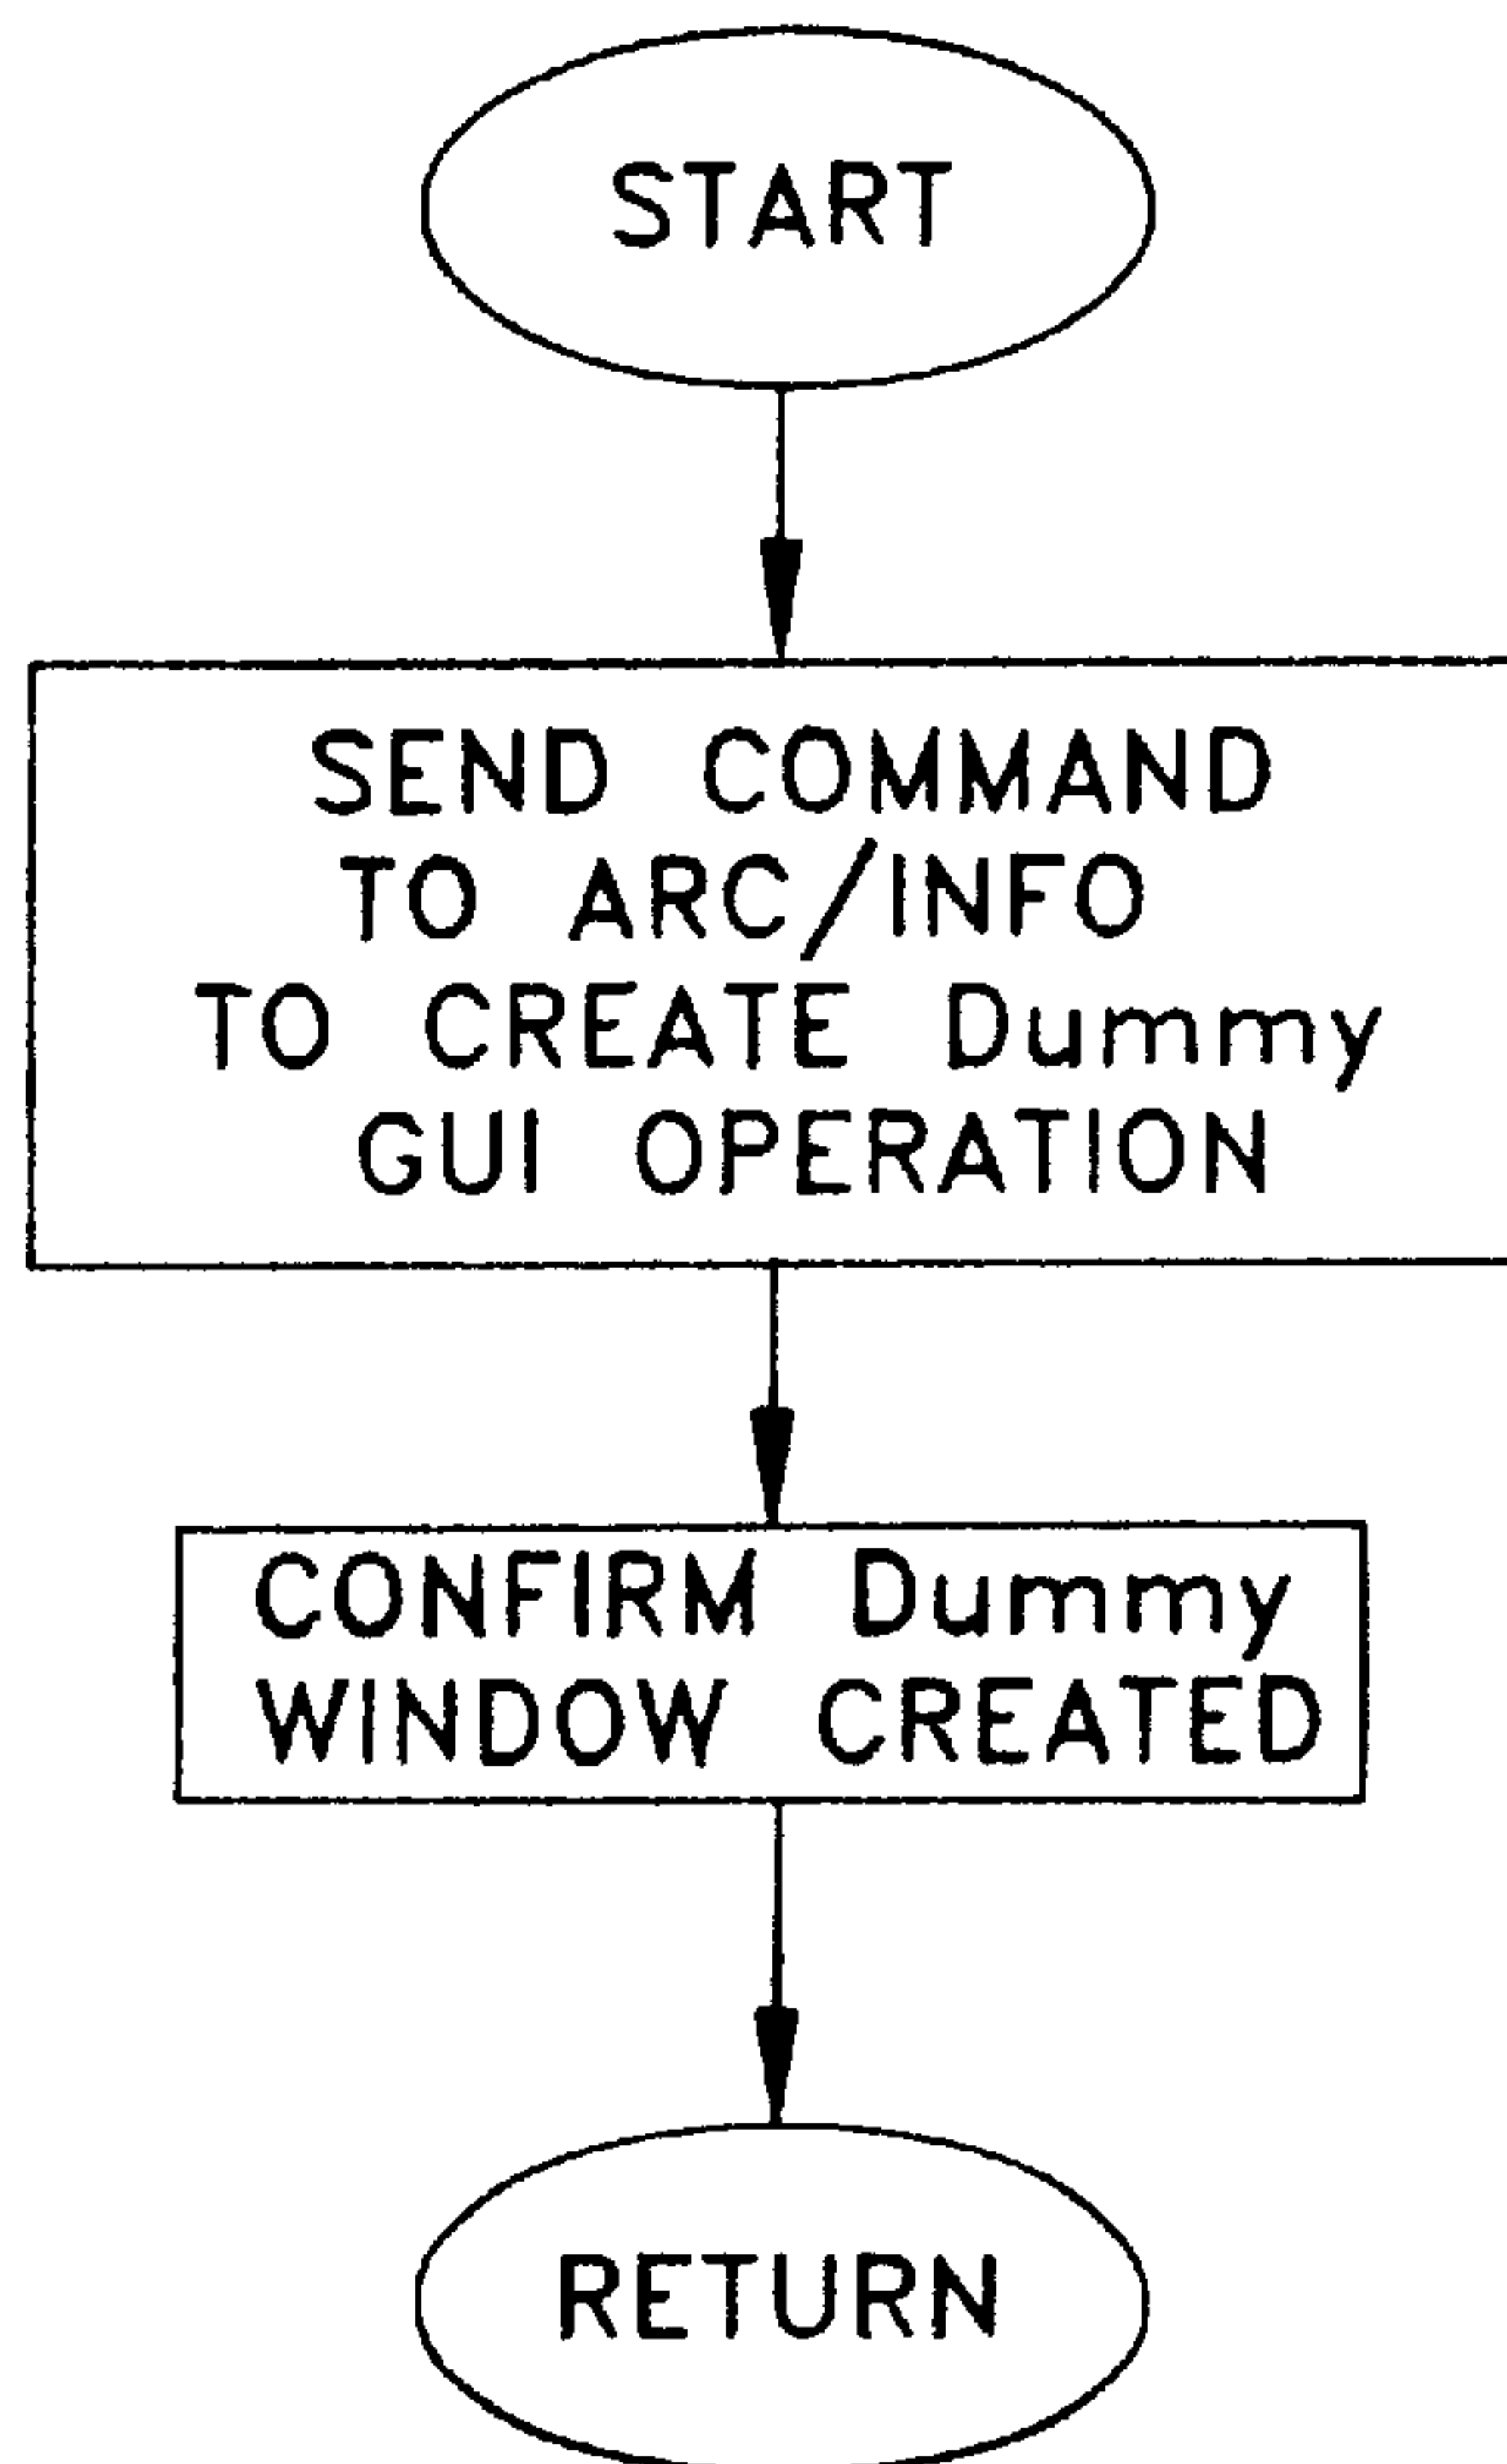 START
SEND COMMAND
TO ARC/INFO
TO CREATE Dummy
GUI OPERATION
CONFIRM Dummy
WINDOW CREATED
RETURN